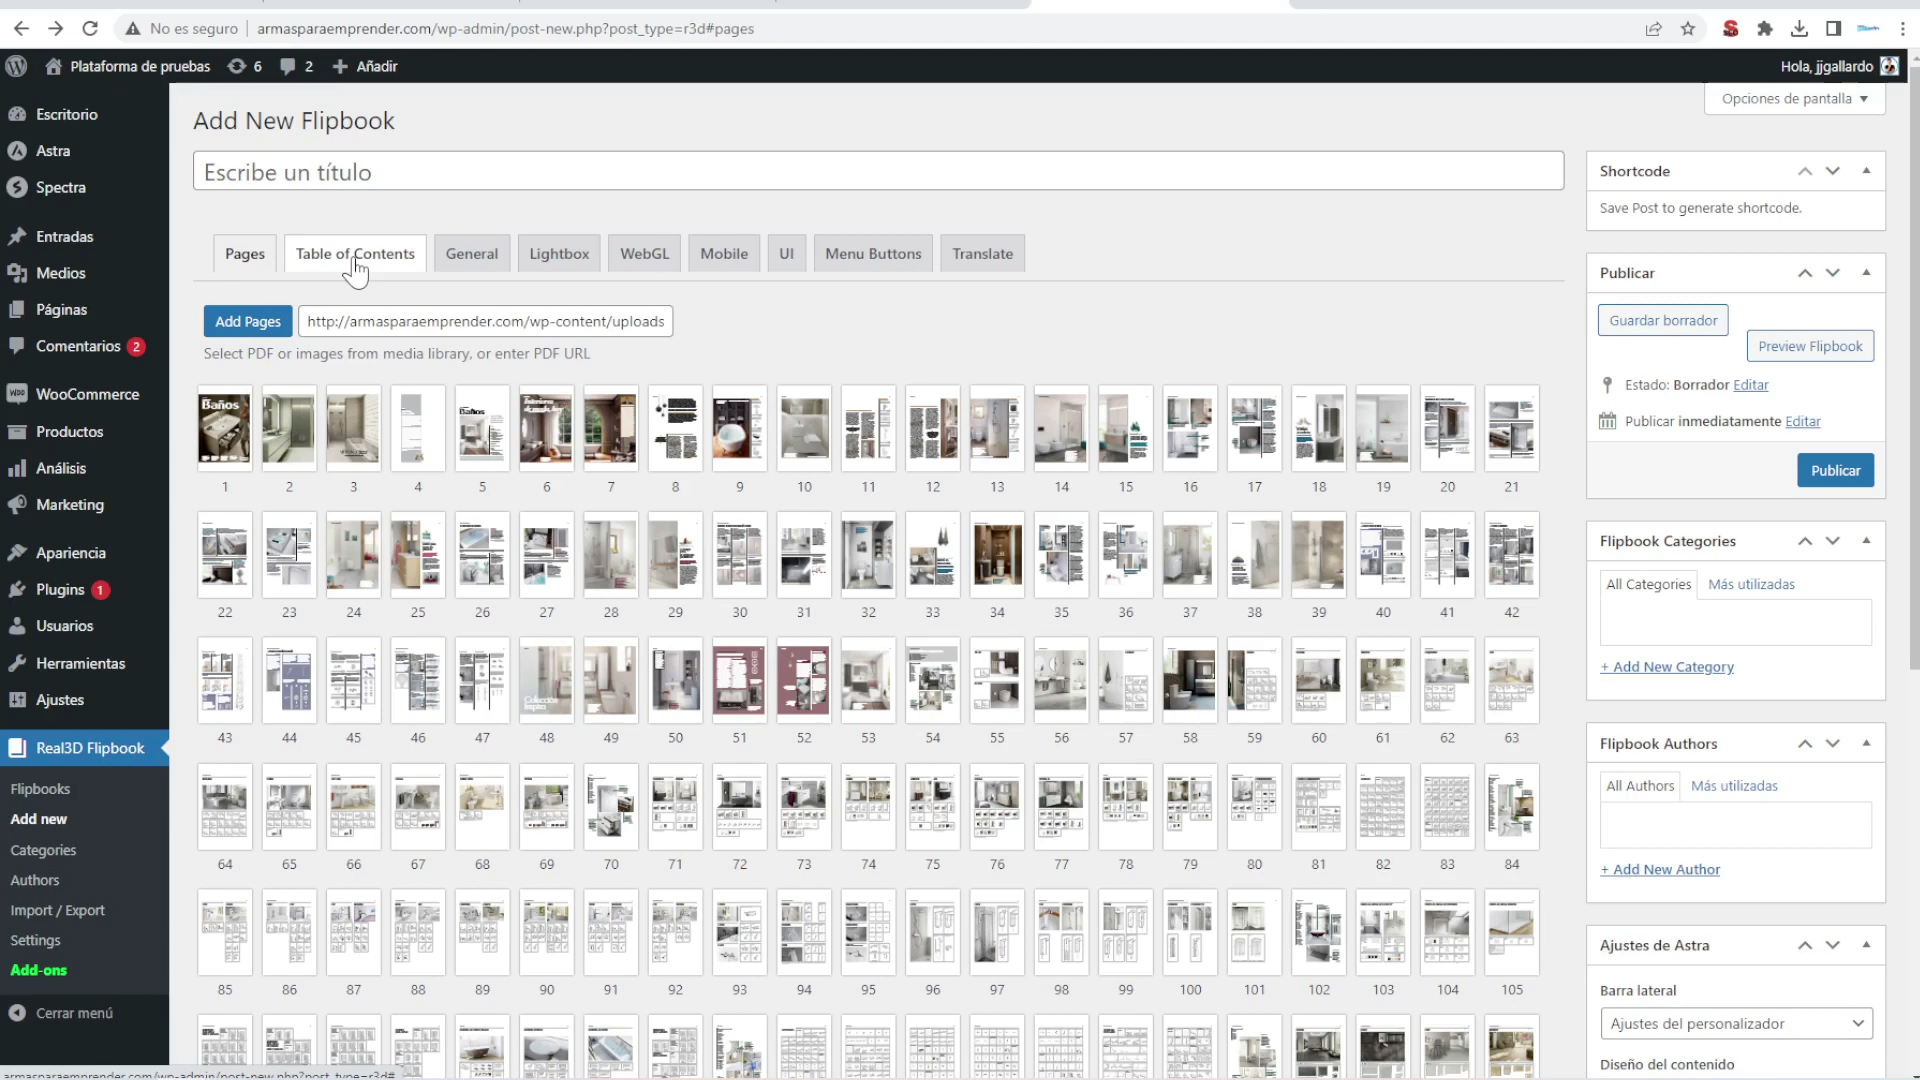 No es seguro
armasparaemprender.com/wp-admin/post-new.php?post_type=r3d#pages
Plataforma de pruebas
6
2
Añadir
Hola, jjgallardo
Opciones de pantalla
Escritorio
Astra
Spectra
Entradas
Medios
Páginas
Comentarios 2
WooCommerce
Productos
Análisis
Marketing
Apariencia
Plugins 1
Usuarios
Herramientas
Ajustes
Real3D Flipbook
Flipbooks
Add new
Categories
Authors
Import / Export
Settings
Add-ons
Cerrar menú
Add New Flipbook
Escribe un título
Pages
Table of Contents
General
Lightbox
WebGL
Mobile
UI
Menu Buttons
Translate
Add Pages
http://armasparaemprender.com/wp-content/uploads
Select PDF or images from media library, or enter PDF URL
Baños
Baños
1 2 3 4 5 6 7 8 9 10 11 12 13 14 15 16 17 18 19 20 21
22 23 24 25 26 27 28 29 30 31 32 33 34 35 36 37 38 39 40 41 42
43 44 45 46 47 48 49 50 51 52 53 54 55 56 57 58 59 60 61 62 63
64 65 66 67 68 69 70 71 72 73 74 75 76 77 78 79 80 81 82 83 84
85 86 87 88 89 90 91 92 93 94 95 96 97 98 99 100 101 102 103 104 105
Shortcode
Save Post to generate shortcode.
Publicar
Guardar borrador
Preview Flipbook
Estado: Borrador Editar
Publicar inmediatamente Editar
Publicar
Flipbook Categories
All Categories
Más utilizadas
+ Add New Category
Flipbook Authors
All Authors
Más utilizadas
+ Add New Author
Ajustes de Astra
Barra lateral
Ajustes del personalizador
Diseño del contenido
armasparaemprender.com/wp-admin/post-new.php?post_type=r3d#